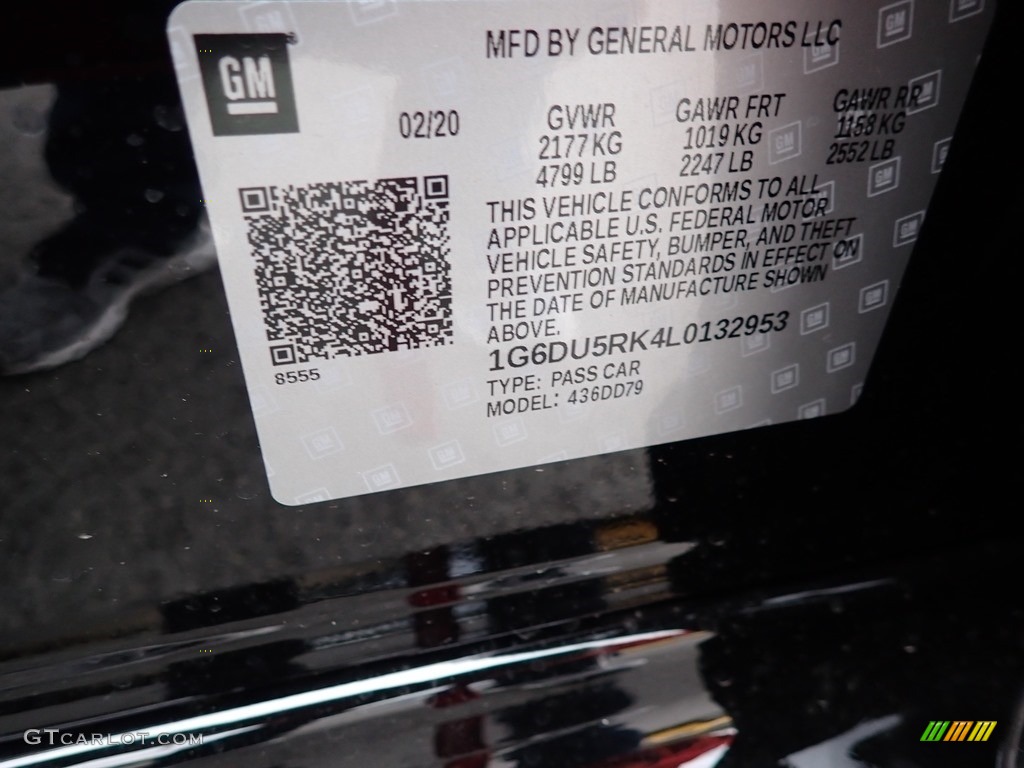 GM
MFD BY GENERAL MOTORS LLC
02/20
GVWR GAWR FRT GAWR RR
2177 KG 1019 KG 1158 KG
4799 LB 2247 LB 2552 LB
THIS VEHICLE CONFORMS TO ALL
APPLICABLE U.S. FEDERAL MOTOR
VEHICLE SAFETY, BUMPER, AND THEFT
PREVENTION STANDARDS IN EFFECT ON
THE DATE OF MANUFACTURE SHOWN
ABOVE.
1G6DU5RK4L0132953
8555
TYPE: PASS CAR
MODEL: 436DD79
GTCARLOT.COM